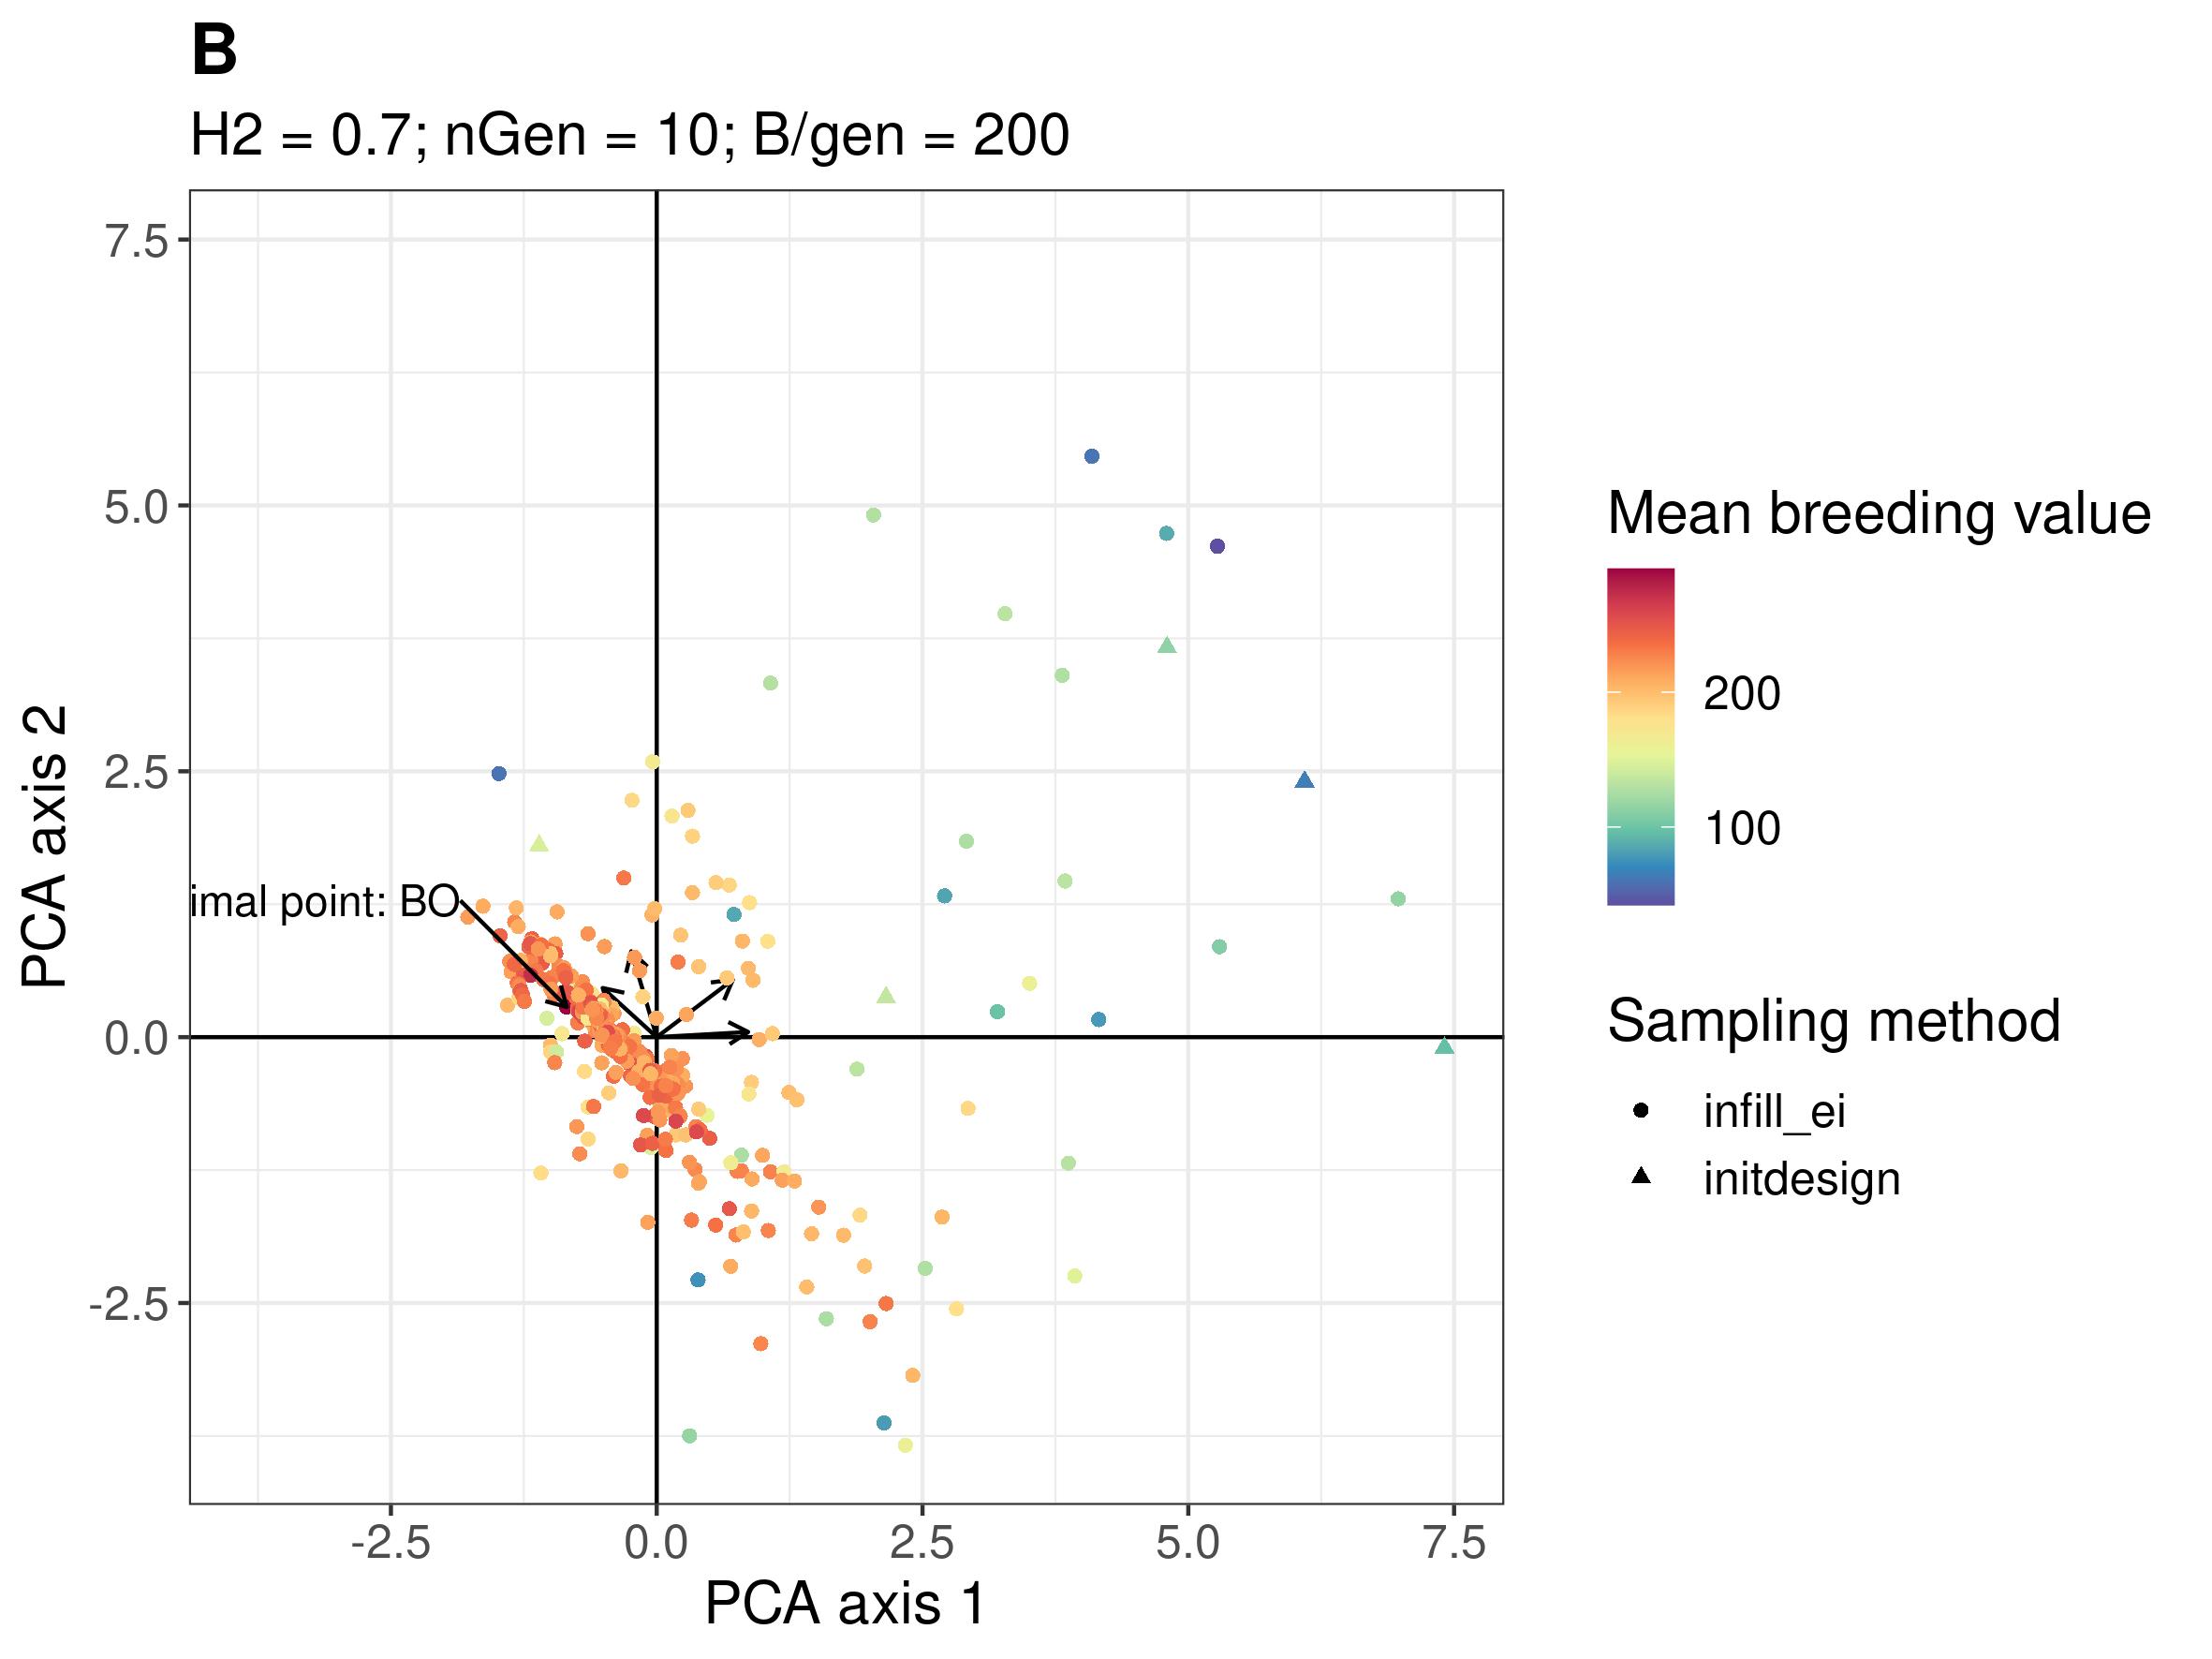 B
H2 = 0.7; nGen = 10; B/gen = 200
7.5
5.0
2.5
0.0
-2.5
PCA axis 2
imal point: BO
-2.5
0.0
2.5
5.0
7.5
PCA axis 1
Mean breeding value
200
100
Sampling method
infill_ei
initdesign